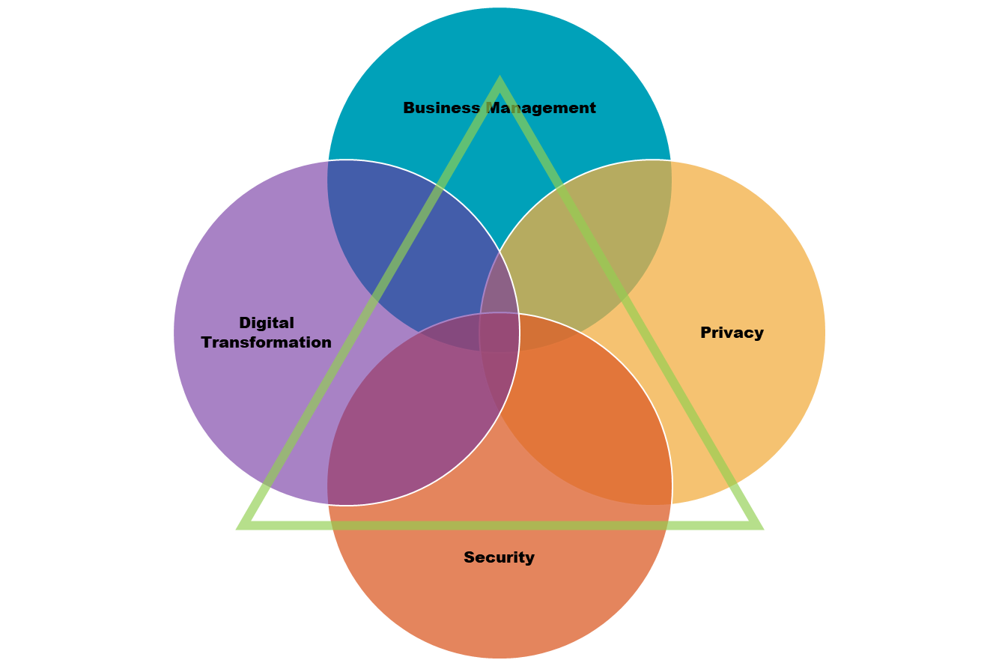 Business Management
Digital
Transformation
Privacy
Security